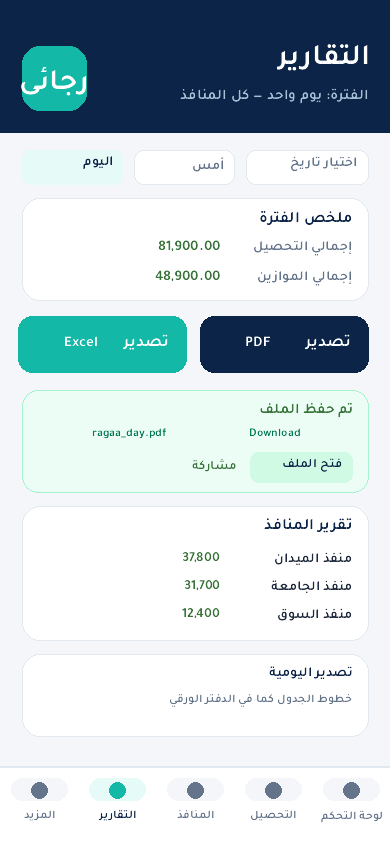 التقارير
رجائى
الفترة: يوم واحد – كل المنافذ
اختيار تاريخ
أمس
اليوم
ملخص الفترة
إجمالي التحصيل 81,900.00
إجمالي الموازين 48,900.00
تصدير PDF
تصدير Excel
تم حفظ الملف
Download ragaa_day.pdf
فتح الملف
مشاركة
تقرير المنافذ
منفذ الميدان 37,800
منفذ الجامعة 31,700
منفذ السوق 12,400
تصدير اليومية
خطوط الجدول كما في الدفتر الورقي
لوحة التحكم
التحصيل
المنافذ
التقارير
المزيد